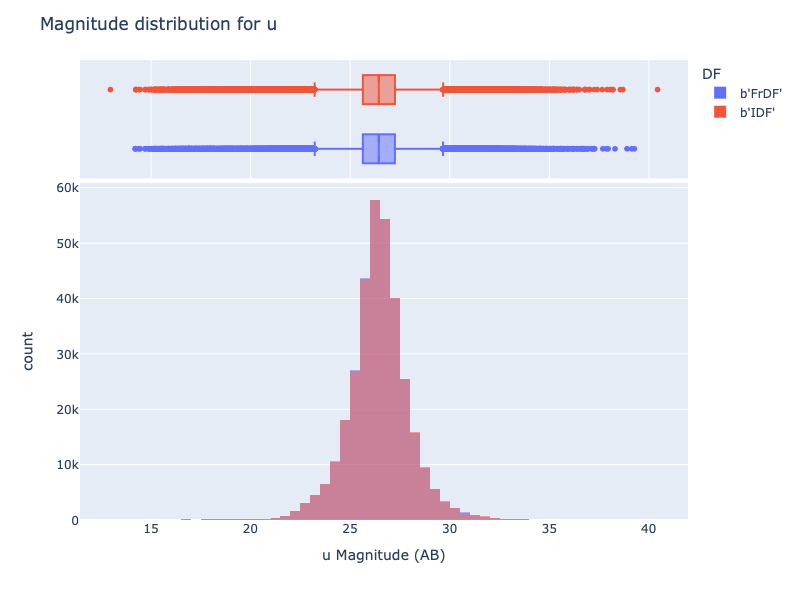 Magnitude distribution for u
DF
b'FrDF'
b'IDF'
60k
50k
40k
30k
20k
10k
0
count
15
20
25
30
35
40
u Magnitude (AB)